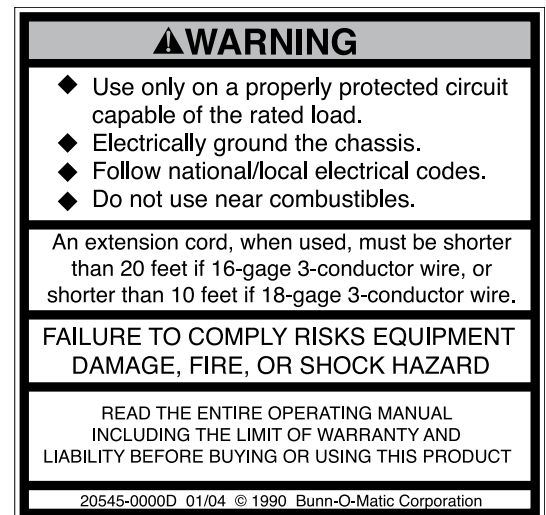 WARNING
Use only on a properly protected circuit
capable of the rated load.
Electrically ground the chassis.
Follow national/local electrical codes.
Do not use near combustibles.
An extension cord, when used, must be shorter
than 20 feet if 16-gage 3-conductor wire, or
shorter than 10 feet if 18-gage 3-conductor wire.
FAILURE TO COMPLY RISKS EQUIPMENT
DAMAGE, FIRE, OR SHOCK HAZARD
READ THE ENTIRE OPERATING MANUAL
INCLUDING THE LIMIT OF WARRANTY AND
LIABILITY BEFORE BUYING OR USING THIS PRODUCT
20545-0000D 01/04 © 1990 Bunn-O-Matic Corporation